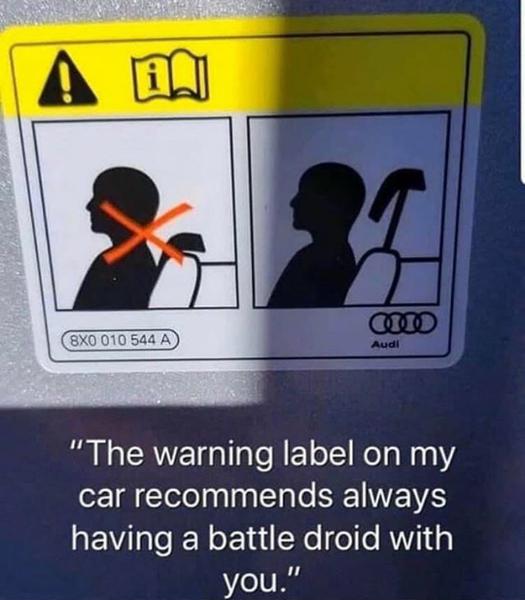 i
8X0 010 544 A
Audi
"The warning label on my
car recommends always
having a battle droid with
you."